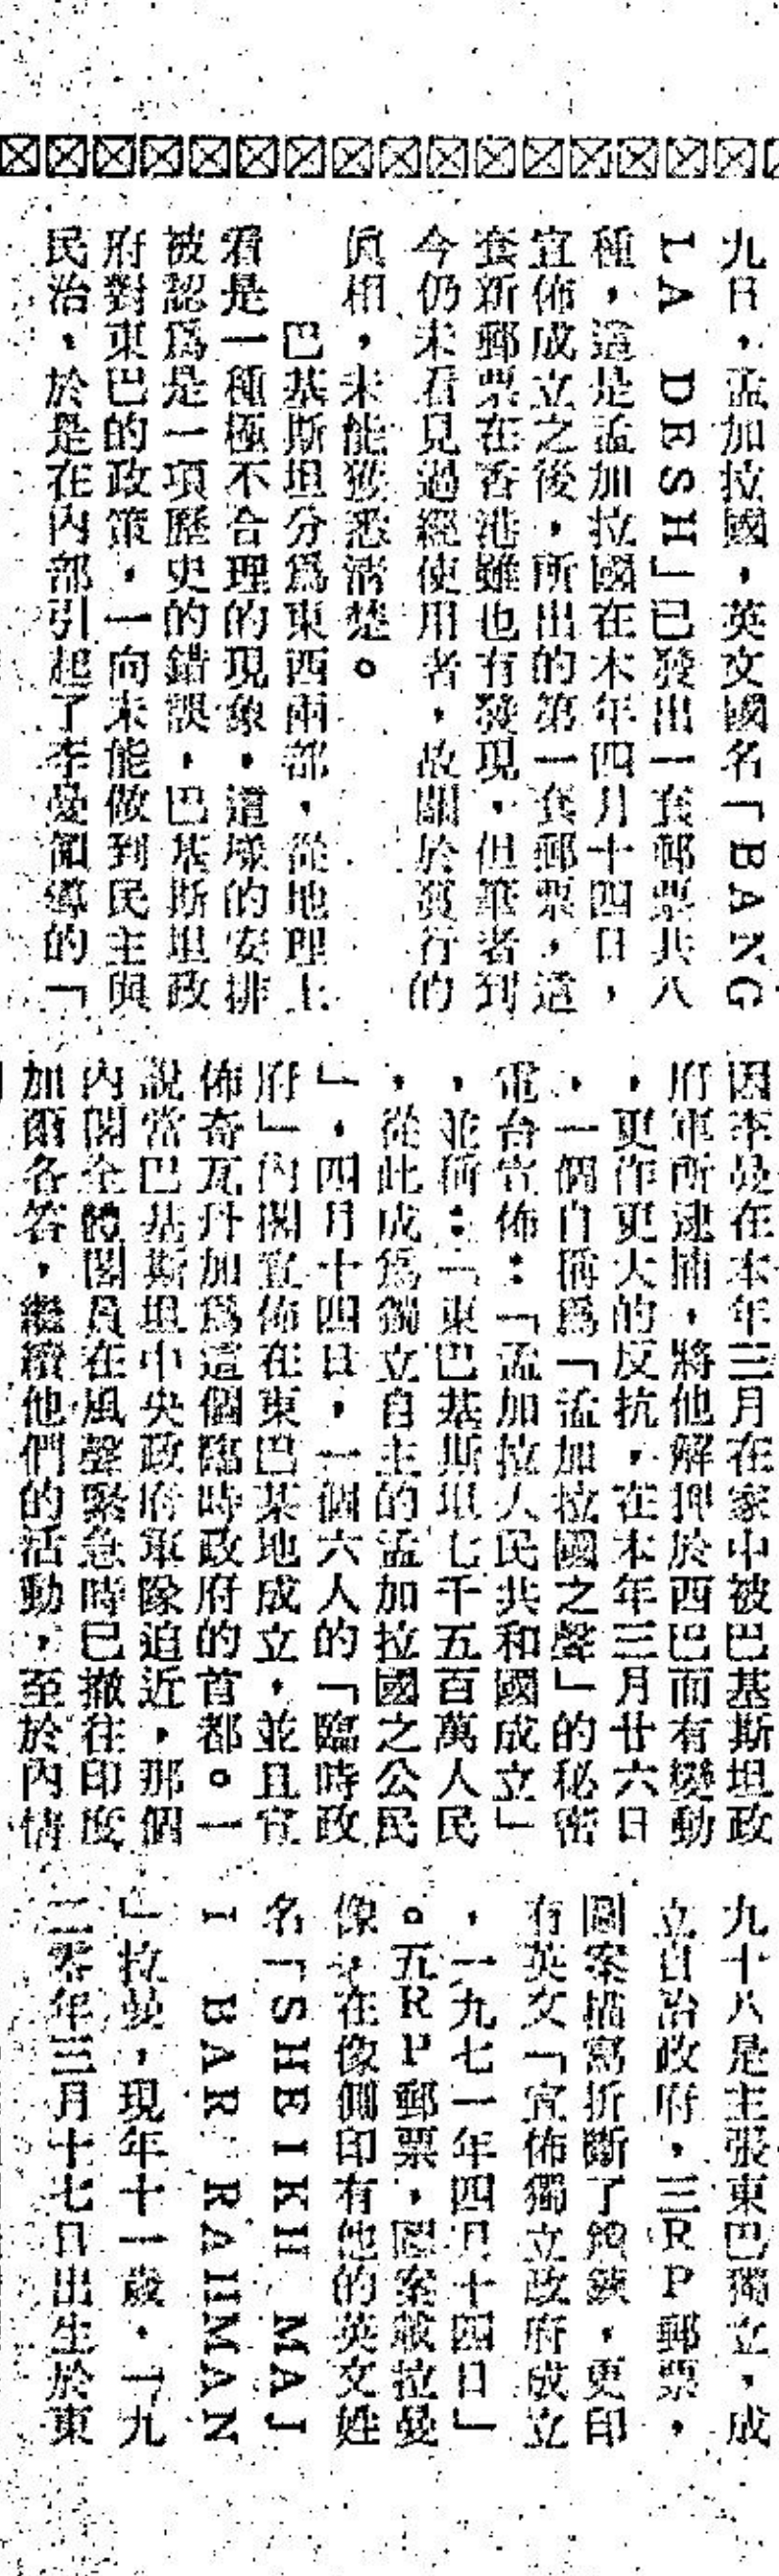 九日，孟加拉國，英文國名「BANG
LA DESH」已發出一套郵票共八
種，這是孟加拉國在本年四月十四日，
宣佈成立之後，所出的第一套郵票，這
套新郵票在香港雖也有發現，但筆者到
今仍未看見過經使用者，故關於發行的
眞相，未能獲悉清楚。
巴基斯坦分爲東西兩部，從地理上
看是一種極不合理的現象，這樣的安排
被認爲是一項歷史的錯誤，巴基斯坦政
府對東巴的政策，一向未能做到民主與
民治，於是在內部引起了李曼領導的「
因李曼在本年三月在家中被巴基斯坦政
府軍所逮捕，將他解押於西巴而有變動
，更作更大的反抗，在本年三月廿六日
，一個自稱爲「孟加拉國之聲」的秘密
電台宣佈：「孟加拉人民共和國成立」
，並稱：「東巴基斯坦七千五百萬人民
，從此成爲獨立自主的孟加拉國之公民
」，四月十四日，一個六人的「臨時政
府」內閣宣佈在東巴某地成立，並且宣
佈奇瓦丹加爲這個臨時政府的首都。一
說當巴基斯坦中央政府軍隊迫近，那個
內閣全體閣員在風聲緊急時已撤往印度
加爾各答，繼續他們的活動，至於內情
九十八是主張東巴獨立，成
立自治政府，三RP郵票，
圖案描寫折斷了鎖鍊，更印
有英文「宣佈獨立政府成立
，一九七一年四月十四日」
。五RP郵票，圖案載拉曼
像，在像側印有他的英文姓
名「SHEIKH MAJ
I BAR RAHMAN
」拉曼，現年十一歲，一九
二零年三月十七日出生於東